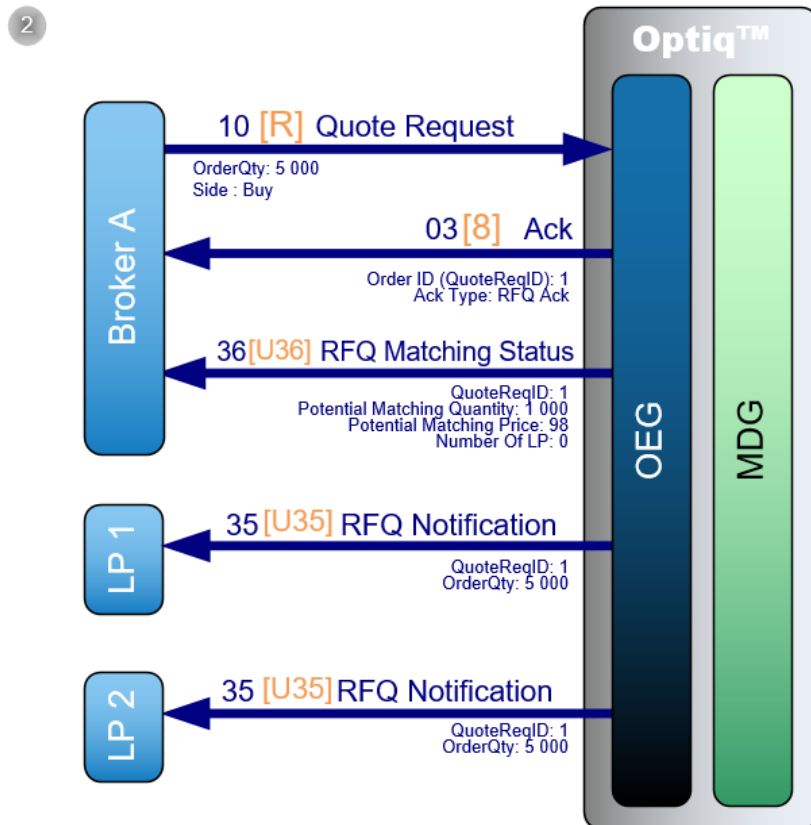 2
Optiq™
10 [R] Quote Request
OrderQty: 5 000
Side : Buy
03 [8] Ack
Order ID (QuoteReqID): 1
Ack Type: RFQ Ack
Broker A
36 [U36] RFQ Matching Status
QuoteReqID: 1
Potential Matching Quantity: 1 000
Potential Matching Price: 98
Number Of LP: 0
OEG
MDG
LP 1
35 [U35] RFQ Notification
QuoteReqID: 1
OrderQty: 5 000
LP 2
35 [U35] RFQ Notification
QuoteReqID: 1
OrderQty: 5 000